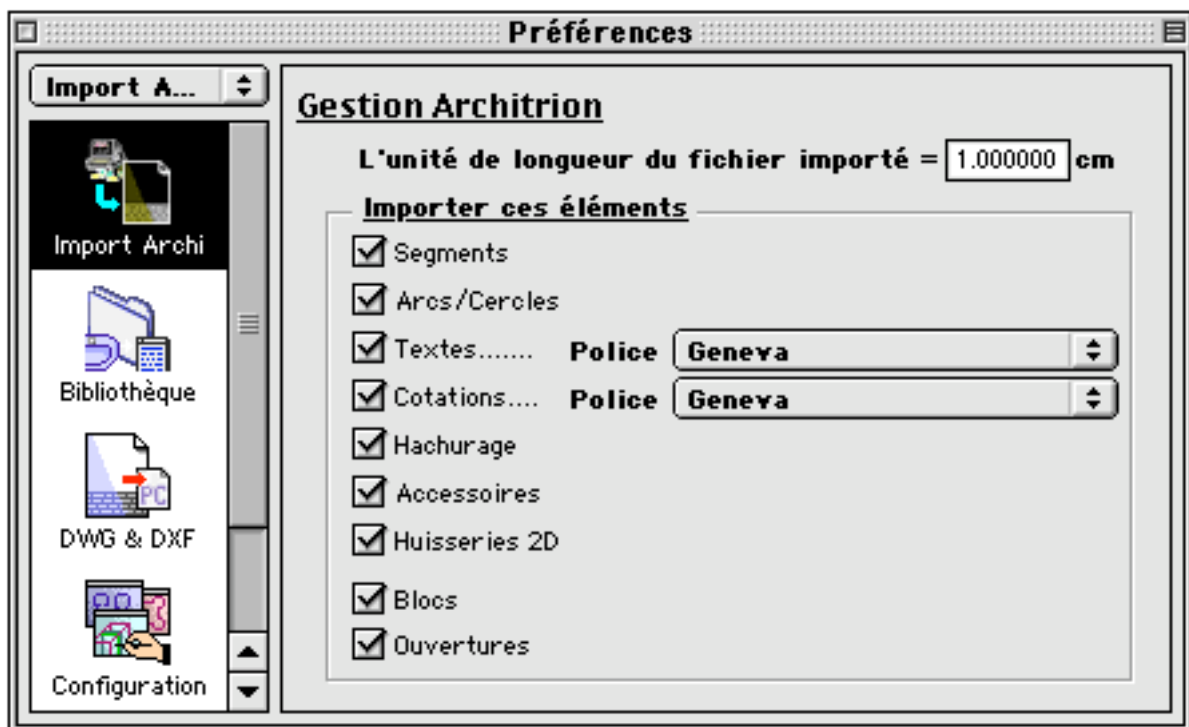 Préférences
Import A...
Import Archi
Bibliothèque
PC
DWG & DXF
Configuration
Gestion Architrion
L'unité de longueur du fichier importé = 1.000000 cm
Importer ces éléments
Segments
Arcs/Cercles
Textes....... Police Geneva
Cotations.... Police Geneva
Hachurage
Accessoires
Huisseries 2D
Blocs
Ouvertures